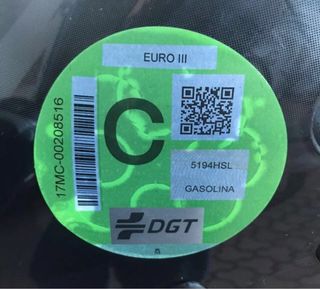 EURO III
17MC-00208516
C
5194HSL
GASOLINA
DGT